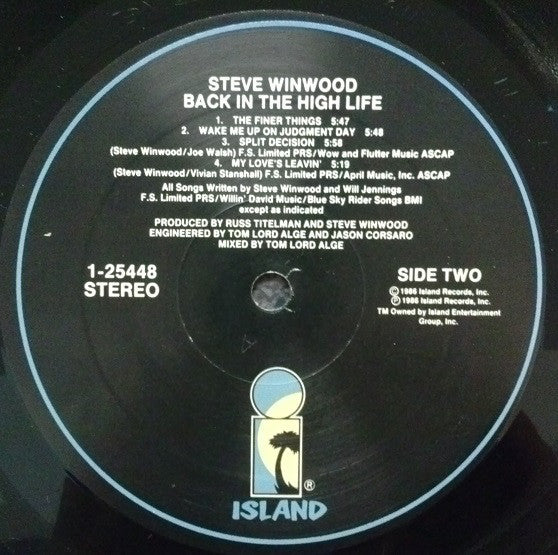 STEVE WINWOOD
BACK IN THE HIGH LIFE
1. THE FINER THINGS 5:47
2. WAKE ME UP ON JUDGMENT DAY 5:48
3. SPLIT DECISION 5:58
(Steve Winwood/Joe Walsh) F.S. Limited PRS/Wow and Flutter Music ASCAP
4. MY LOVE'S LEAVIN' 5:19
(Steve Winwood/Vivian Stanshall) F.S. Limited PRS/April Music, Inc. ASCAP
All Songs Written by Steve Winwood and Will Jennings
F.S. Limited PRS/Willin' David Music/Blue Sky Rider Songs BMI
except as indicated
PRODUCED BY RUSS TITELMAN AND STEVE WINWOOD
ENGINEERED BY TOM LORD ALGE AND JASON CORSARO
MIXED BY TOM LORD ALGE
1-25448
STEREO
SIDE TWO
© 1986 Island Records, Inc.
℗ 1986 Island Records, Inc.
TM Owned by Island Entertainment
Group, Inc.
®
ISLAND